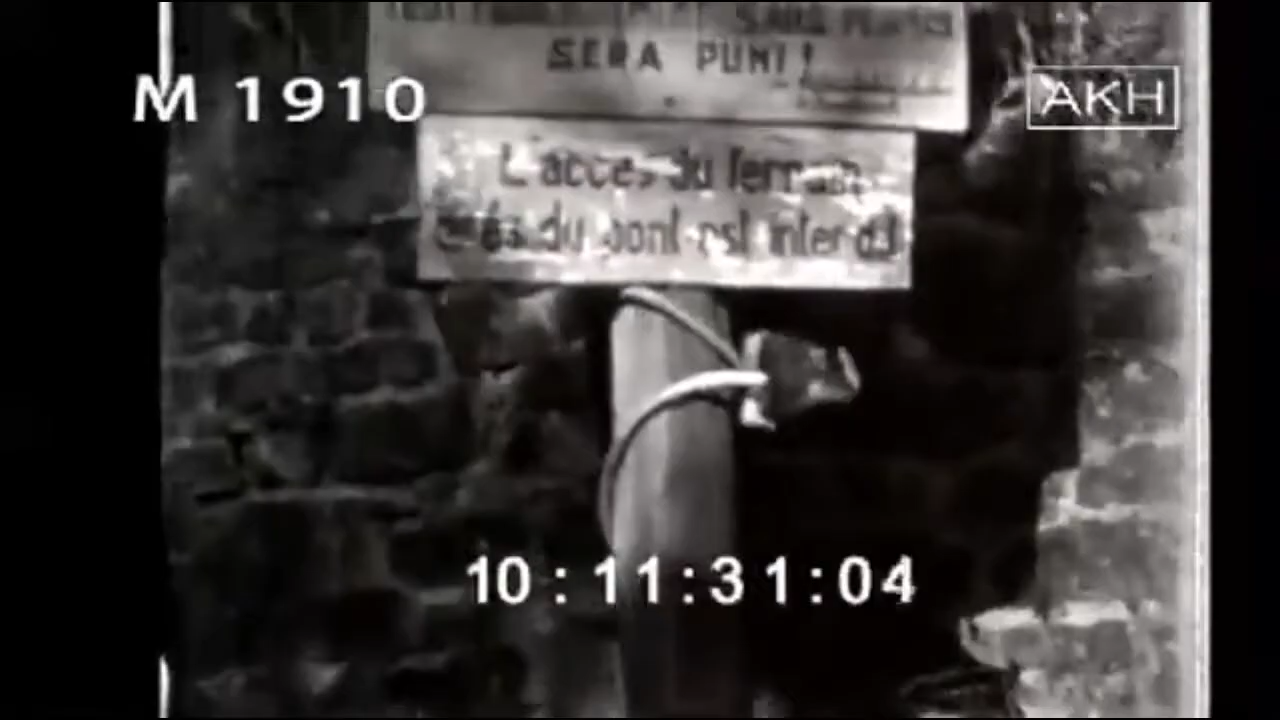 SERA PUNI !
M 1910
AKH
L'accès du terrain
près du pont est interdit
10:11:31:04